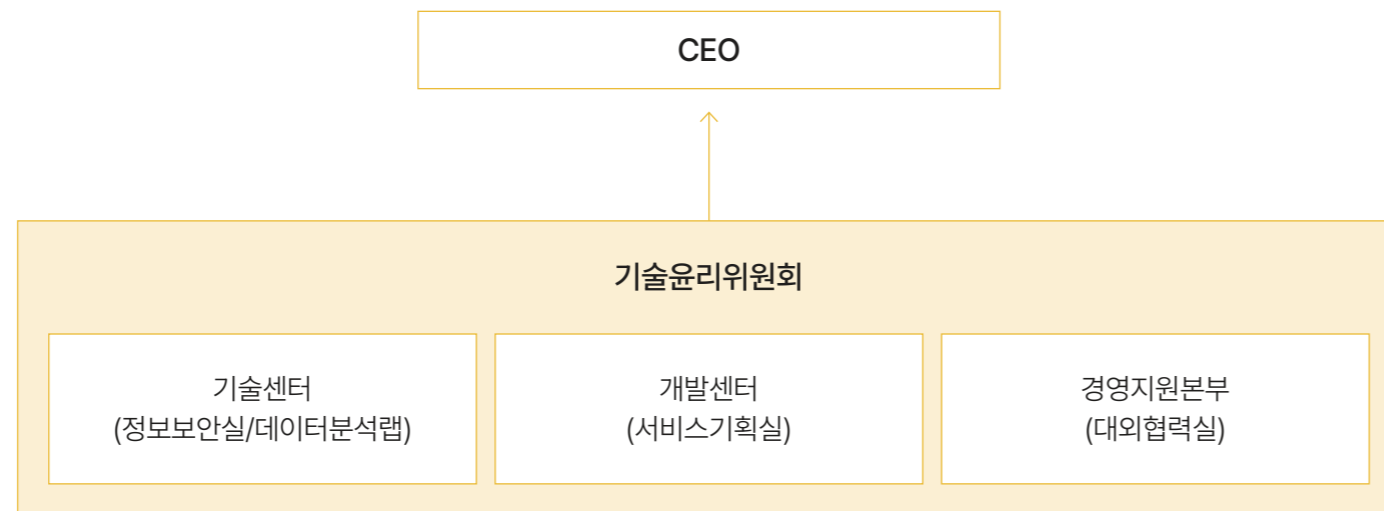 CEO
기술윤리위원회
기술센터
(정보보안실/데이터분석랩)
개발센터
(서비스기획실)
경영지원본부
(대외협력실)